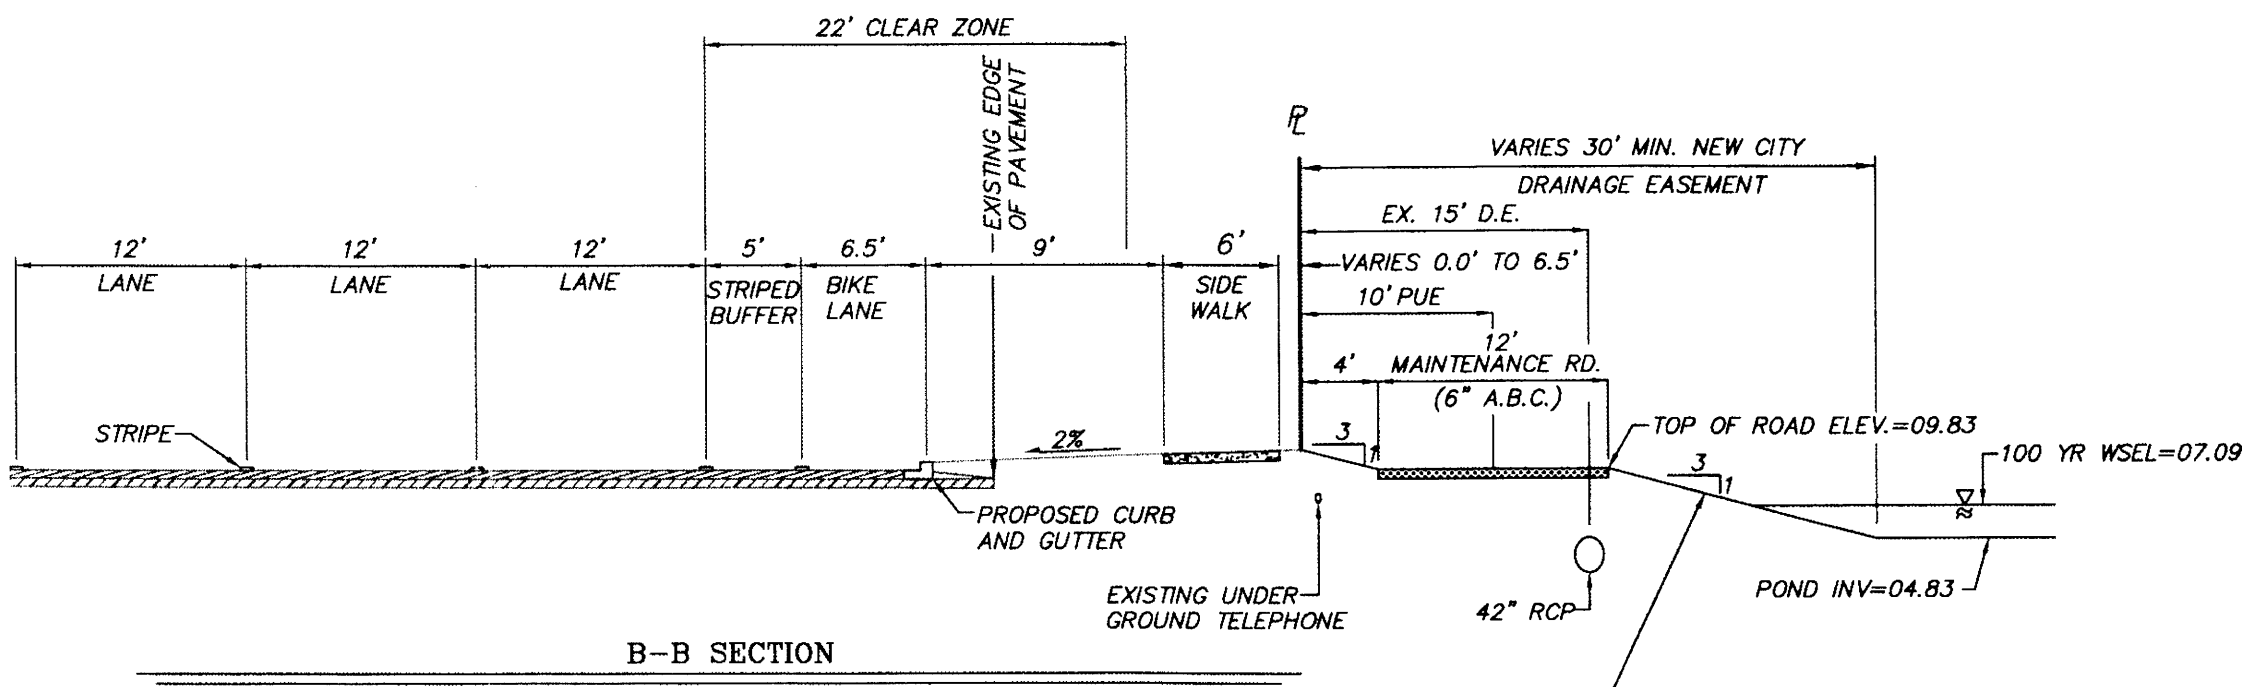 22' CLEAR ZONE
EXISTING EDGE
OF PAVEMENT
PL
VARIES 30' MIN. NEW CITY
DRAINAGE EASEMENT
EX. 15' D.E.
12'
LANE
12'
LANE
12'
LANE
5'
STRIPED
BUFFER
6.5'
BIKE
LANE
9'
6'
SIDE
WALK
VARIES 0.0' TO 6.5'
10' PUE
12'
4'
MAINTENANCE RD.
(6" A.B.C.)
STRIPE
2%
3
1
TOP OF ROAD ELEV.=09.83
3
1
100 YR WSEL=07.09
PROPOSED CURB
AND GUTTER
EXISTING UNDER
GROUND TELEPHONE
42" RCP
POND INV=04.83
B-B SECTION